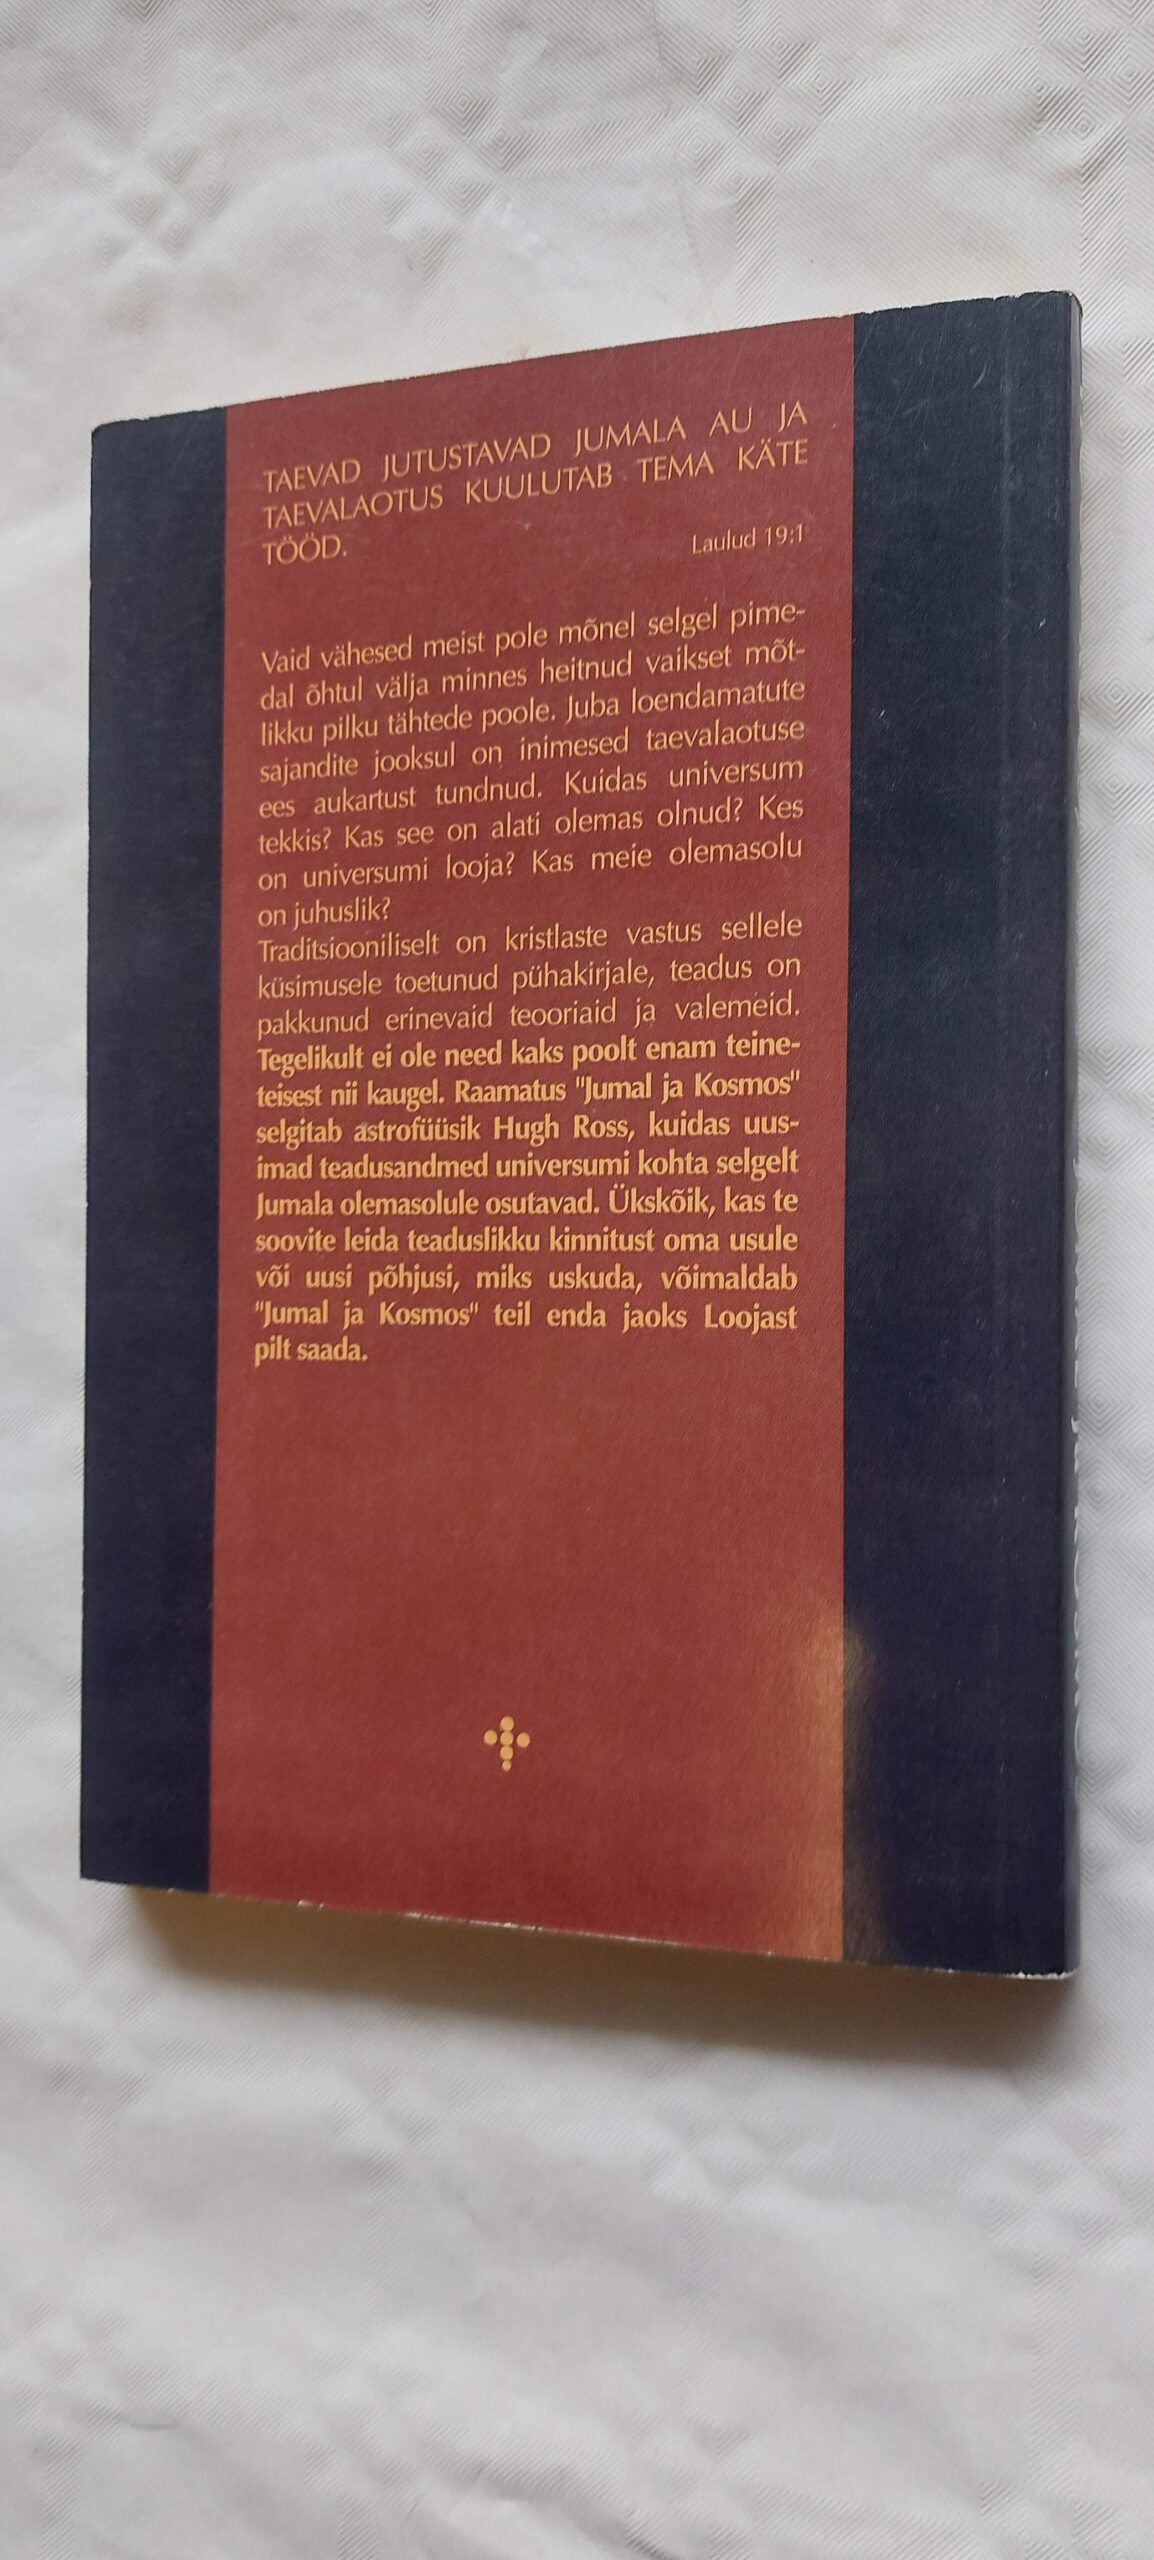 TAEVAD JUTUSTAVAD JUMALA AU JA
TAEVALAOTUS KUULUTAB TEMA KÄTE
TÖÖD.
Laulud 19:1
Vaid vähesed meist pole mõnel selgel pime-
dal õhtul välja minnes heitnud vaikset mõt-
likku pilku tähtede poole. Juba loendamatute
sajandite jooksul on inimesed taevalaotuse
ees aukartust tundnud. Kuidas universum
tekkis? Kas see on alati olemas olnud? Kes
on universumi looja? Kas meie olemasolu
on juhuslik?
Traditsiooniliselt on kristlaste vastus sellele
küsimusele toetunud pühakirjale, teadus on
pakkunud erinevaid teooriaid ja valemeid.
Tegelikult ei ole need kaks poolt enam teine-
teisest nii kaugel. Raamatus "Jumal ja Kosmos"
selgitab astrofüüsik Hugh Ross, kuidas uus-
imad teadusandmed universumi kohta selgelt
Jumala olemasolule osutavad. Ükskõik, kas te
soovite leida teaduslikku kinnitust oma usule
või uusi põhjusi, miks uskuda, võimaldab
"Jumal ja Kosmos" teil enda jaoks Loojast
pilt saada.